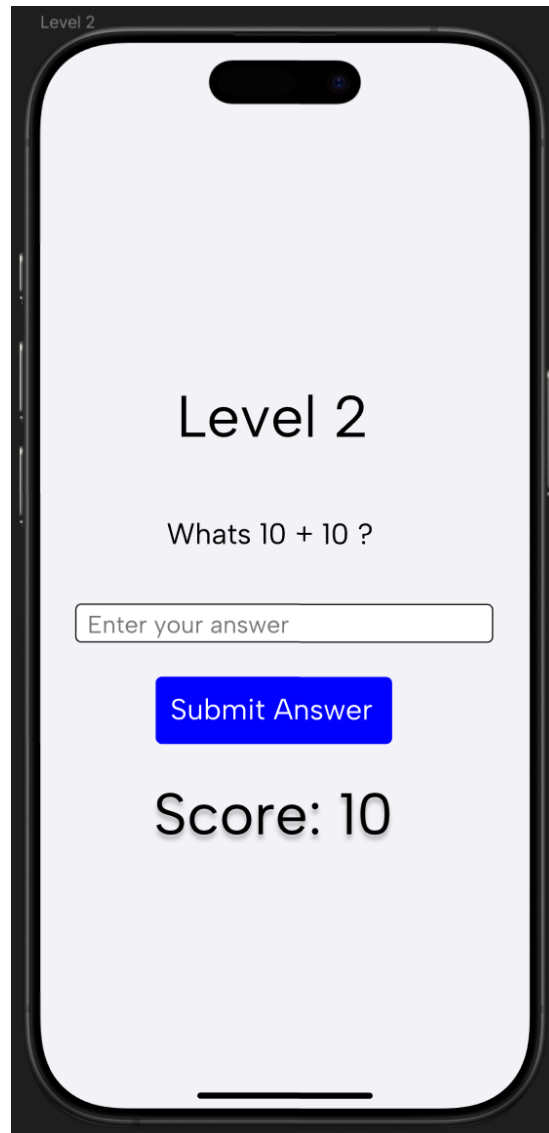 Level 2
Level 2
Whats 10 + 10 ?
Enter your answer
Submit Answer
Score: 10